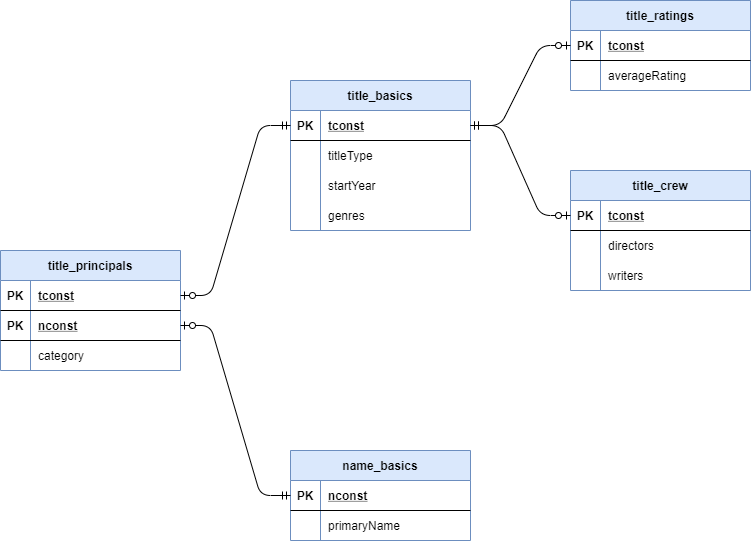 title_ratings
PK tconst
averageRating
title_basics
PK tconst
titleType
startYear
genres
title_crew
PK tconst
directors
writers
title_principals
PK tconst
PK nconst
category
name_basics
PK nconst
primaryName